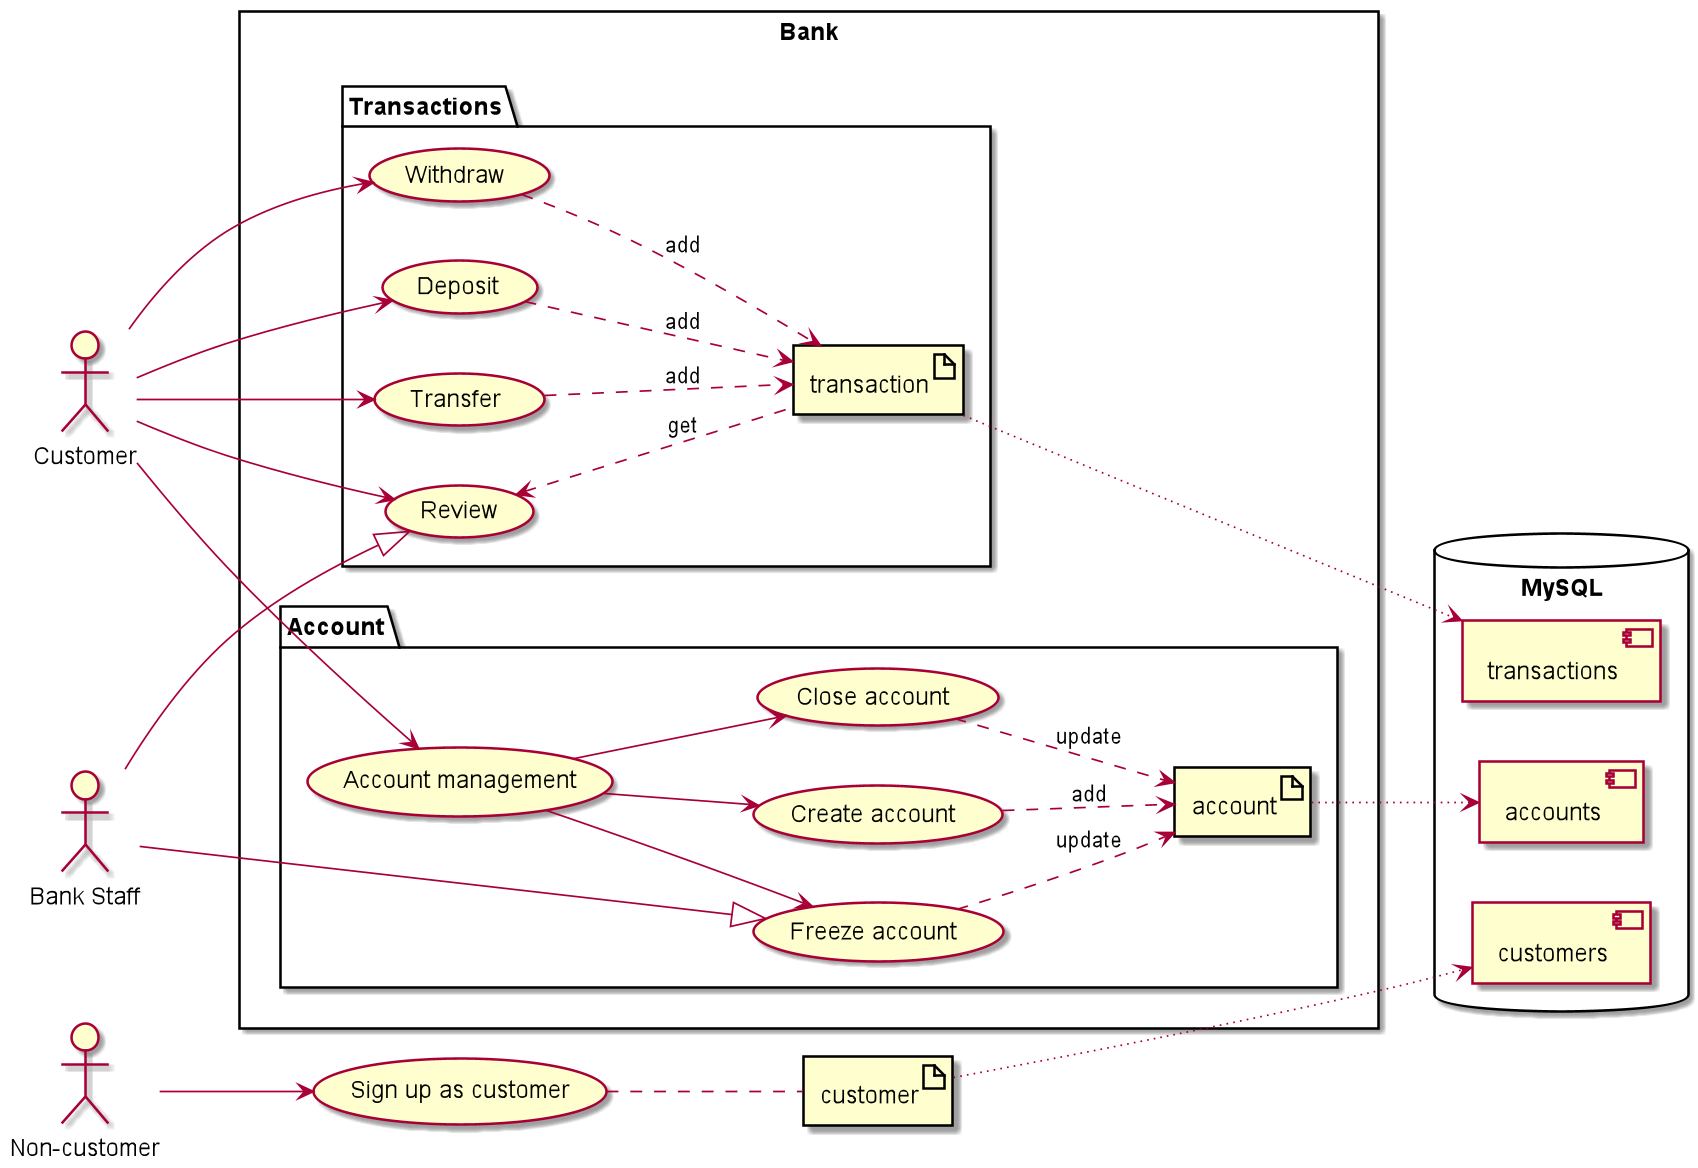 Bank
Transactions
Withdraw
add
Deposit
add
add
transaction
Transfer
get
Customer
Review
MySQL
Account
transactions
Close account
update
Account management
add
account
accounts
Create account
update
Bank Staff
Freeze account
customers
Sign up as customer
customer
Non-customer